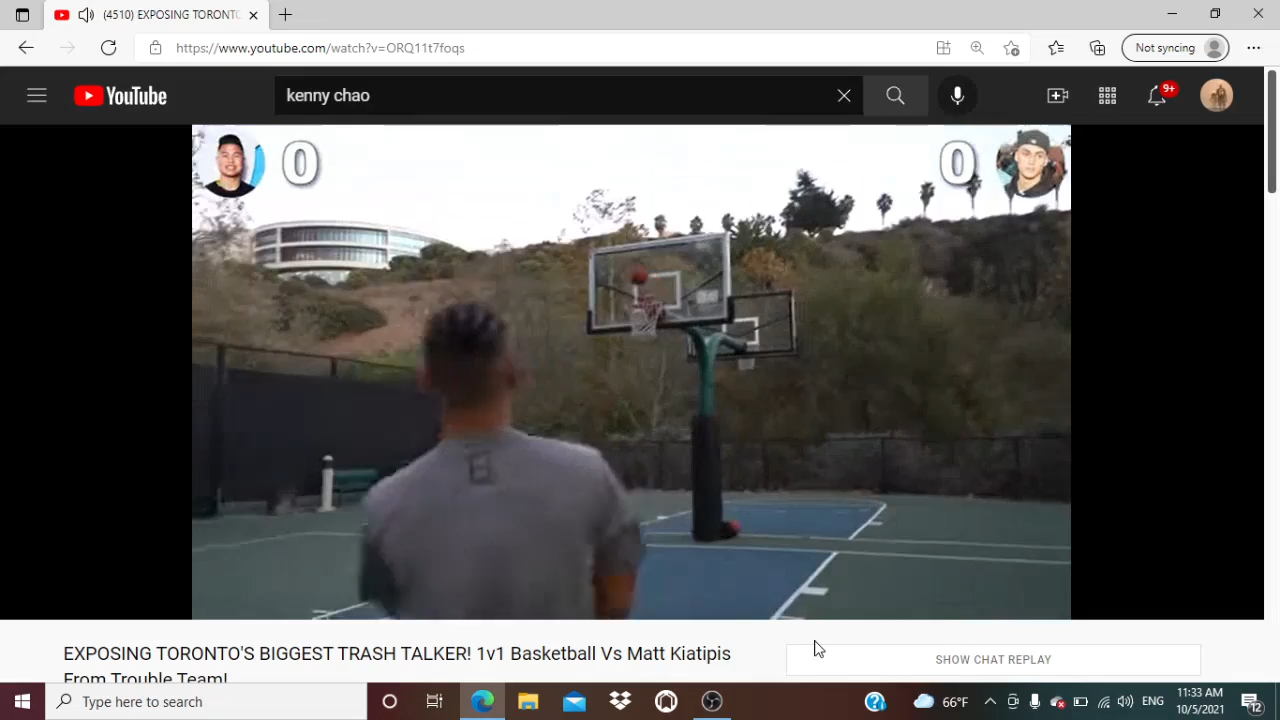 (4510) EXPOSING TORONTO
https://www.youtube.com/watch?v=ORQ11t7foqs
Not syncing
YouTube
kenny chao
9+
0
0
EXPOSING TORONTO'S BIGGEST TRASH TALKER! 1v1 Basketball Vs Matt Kiatipis
From Trouble Team!
SHOW CHAT REPLAY
Type here to search
66°F
ENG
11:33 AM
10/5/2021
12